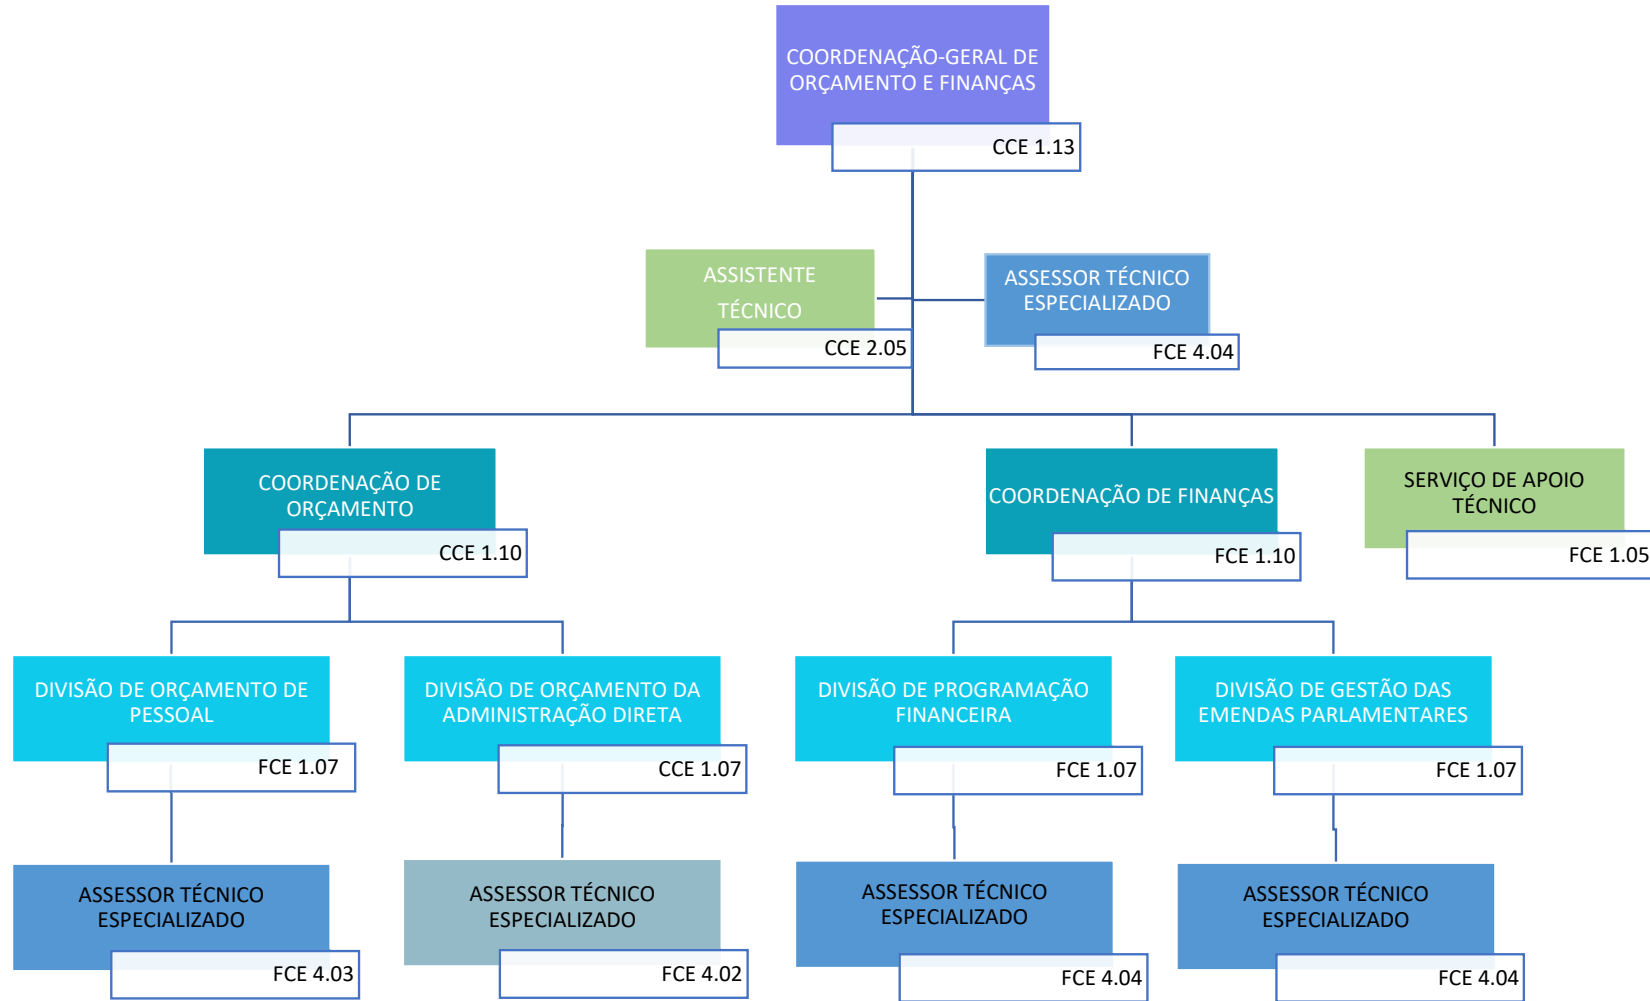 COORDENAÇÃO-GERAL DE
ORÇAMENTO E FINANÇAS
CCE 1.13
ASSISTENTE
TÉCNICO
CCE 2.05
ASSESSOR TÉCNICO
ESPECIALIZADO
FCE 4.04
COORDENAÇÃO DE
ORÇAMENTO
CCE 1.10
COORDENAÇÃO DE FINANÇAS
FCE 1.10
SERVIÇO DE APOIO
TÉCNICO
FCE 1.05
DIVISÃO DE ORÇAMENTO DE
PESSOAL
FCE 1.07
DIVISÃO DE ORÇAMENTO DA
ADMINISTRAÇÃO DIRETA
CCE 1.07
DIVISÃO DE PROGRAMAÇÃO
FINANCEIRA
FCE 1.07
DIVISÃO DE GESTÃO DAS
EMENDAS PARLAMENTARES
FCE 1.07
ASSESSOR TÉCNICO
ESPECIALIZADO
FCE 4.03
ASSESSOR TÉCNICO
ESPECIALIZADO
FCE 4.02
ASSESSOR TÉCNICO
ESPECIALIZADO
FCE 4.04
ASSESSOR TÉCNICO
ESPECIALIZADO
FCE 4.04